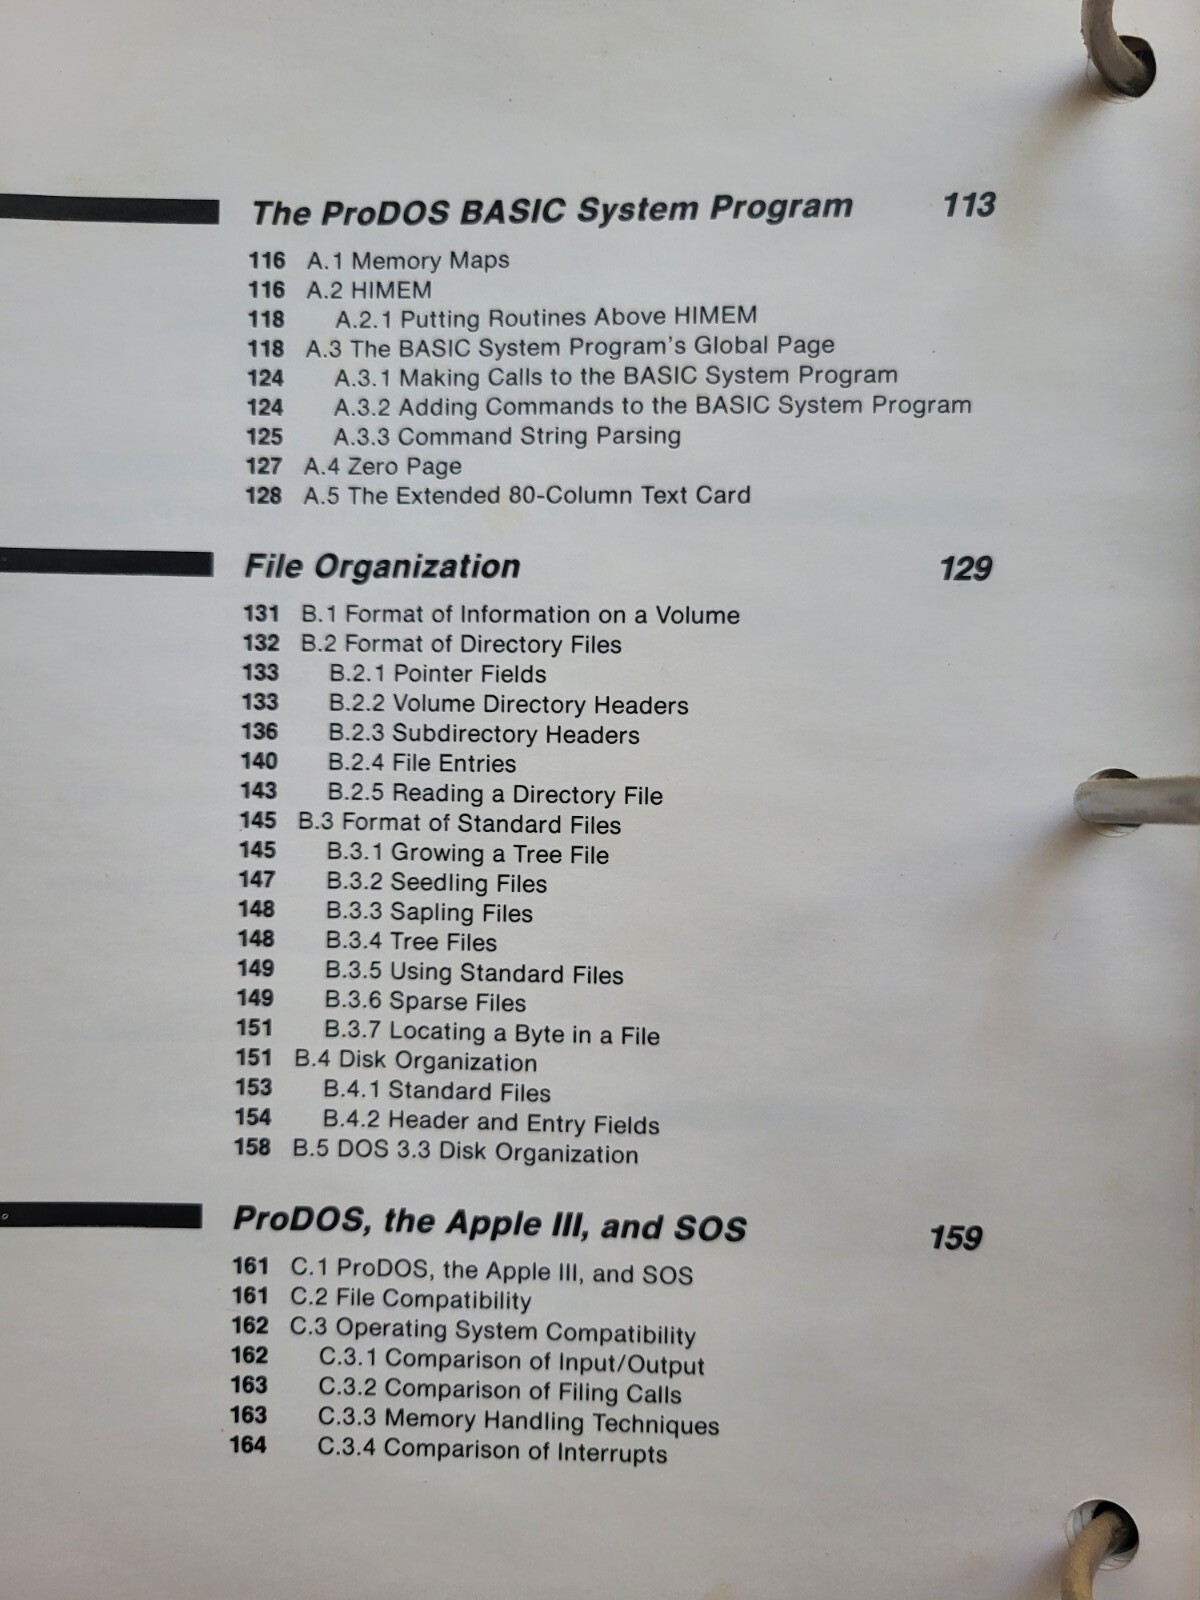 The ProDOS BASIC System Program 113
116 A.1 Memory Maps
116 A.2 HIMEM
118 A.2.1 Putting Routines Above HIMEM
118 A.3 The BASIC System Program's Global Page
124 A.3.1 Making Calls to the BASIC System Program
124 A.3.2 Adding Commands to the BASIC System Program
125 A.3.3 Command String Parsing
127 A.4 Zero Page
128 A.5 The Extended 80-Column Text Card
File Organization 129
131 B.1 Format of Information on a Volume
132 B.2 Format of Directory Files
133 B.2.1 Pointer Fields
133 B.2.2 Volume Directory Headers
136 B.2.3 Subdirectory Headers
140 B.2.4 File Entries
143 B.2.5 Reading a Directory File
145 B.3 Format of Standard Files
145 B.3.1 Growing a Tree File
147 B.3.2 Seedling Files
148 B.3.3 Sapling Files
148 B.3.4 Tree Files
149 B.3.5 Using Standard Files
149 B.3.6 Sparse Files
151 B.3.7 Locating a Byte in a File
151 B.4 Disk Organization
153 B.4.1 Standard Files
154 B.4.2 Header and Entry Fields
158 B.5 DOS 3.3 Disk Organization
ProDOS, the Apple III, and SOS 159
161 C.1 ProDOS, the Apple III, and SOS
161 C.2 File Compatibility
162 C.3 Operating System Compatibility
162 C.3.1 Comparison of Input/Output
163 C.3.2 Comparison of Filing Calls
163 C.3.3 Memory Handling Techniques
164 C.3.4 Comparison of Interrupts